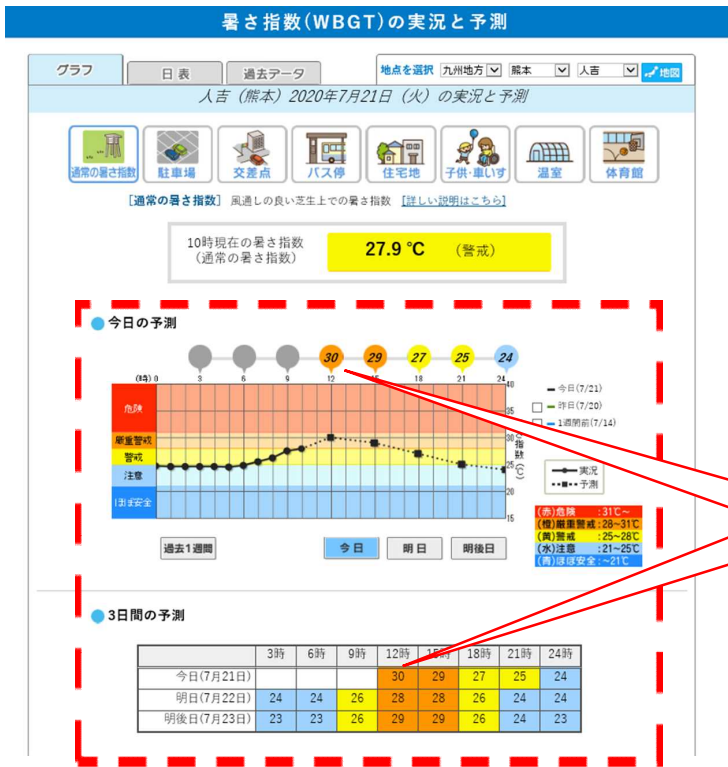 暑さ指数(WBGT)の実況と予測
グラフ 日表 過去データ 地点を選択 九州地方 熊本 人吉 地図
人吉（熊本）2020年7月21日（火）の実況と予測
通常の暑さ指数 駐車場 交差点 バス停 住宅地 子供･車いす 温室 体育館
［通常の暑さ指数］ 風通しの良い芝生上での暑さ指数 [詳しい説明はこちら]
10時現在の暑さ指数
（通常の暑さ指数）
27.9 ℃ （警戒）
今日の予測
30 29 27 25 24
(時) 0 3 6 9 12 18 21 24
40
35
30
25
20
15
指数(℃)
危険
厳重警戒
警戒
注意
ほぼ安全
今日(7/21)
昨日(7/20)
1週間前(7/14)
実況
予測
(赤)危険 :31℃～
(橙)厳重警戒:28～31℃
(黄)警戒 :25～28℃
(水)注意 :21～25℃
(青)ほぼ安全:～21℃
過去1週間 今日 明日 明後日
3日間の予測
3時 6時 9時 12時 15時 18時 21時 24時
今日(7月21日) 30 29 27 25 24
明日(7月22日) 24 24 26 28 28 26 24 24
明後日(7月23日) 23 23 26 29 29 26 24 23